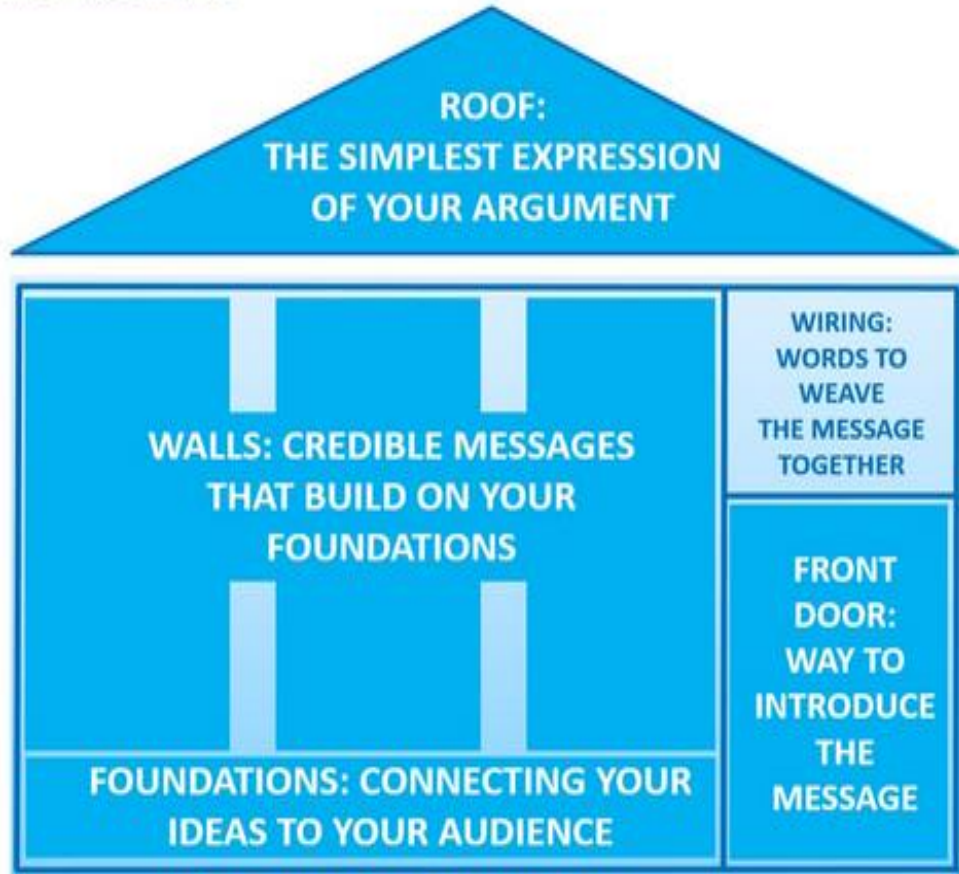 ROOF:
THE SIMPLEST EXPRESSION
OF YOUR ARGUMENT
WALLS: CREDIBLE MESSAGES
THAT BUILD ON YOUR
FOUNDATIONS
FOUNDATIONS: CONNECTING YOUR
IDEAS TO YOUR AUDIENCE
WIRING:
WORDS TO
WEAVE
THE MESSAGE
TOGETHER
FRONT
DOOR:
WAY TO
INTRODUCE
THE
MESSAGE